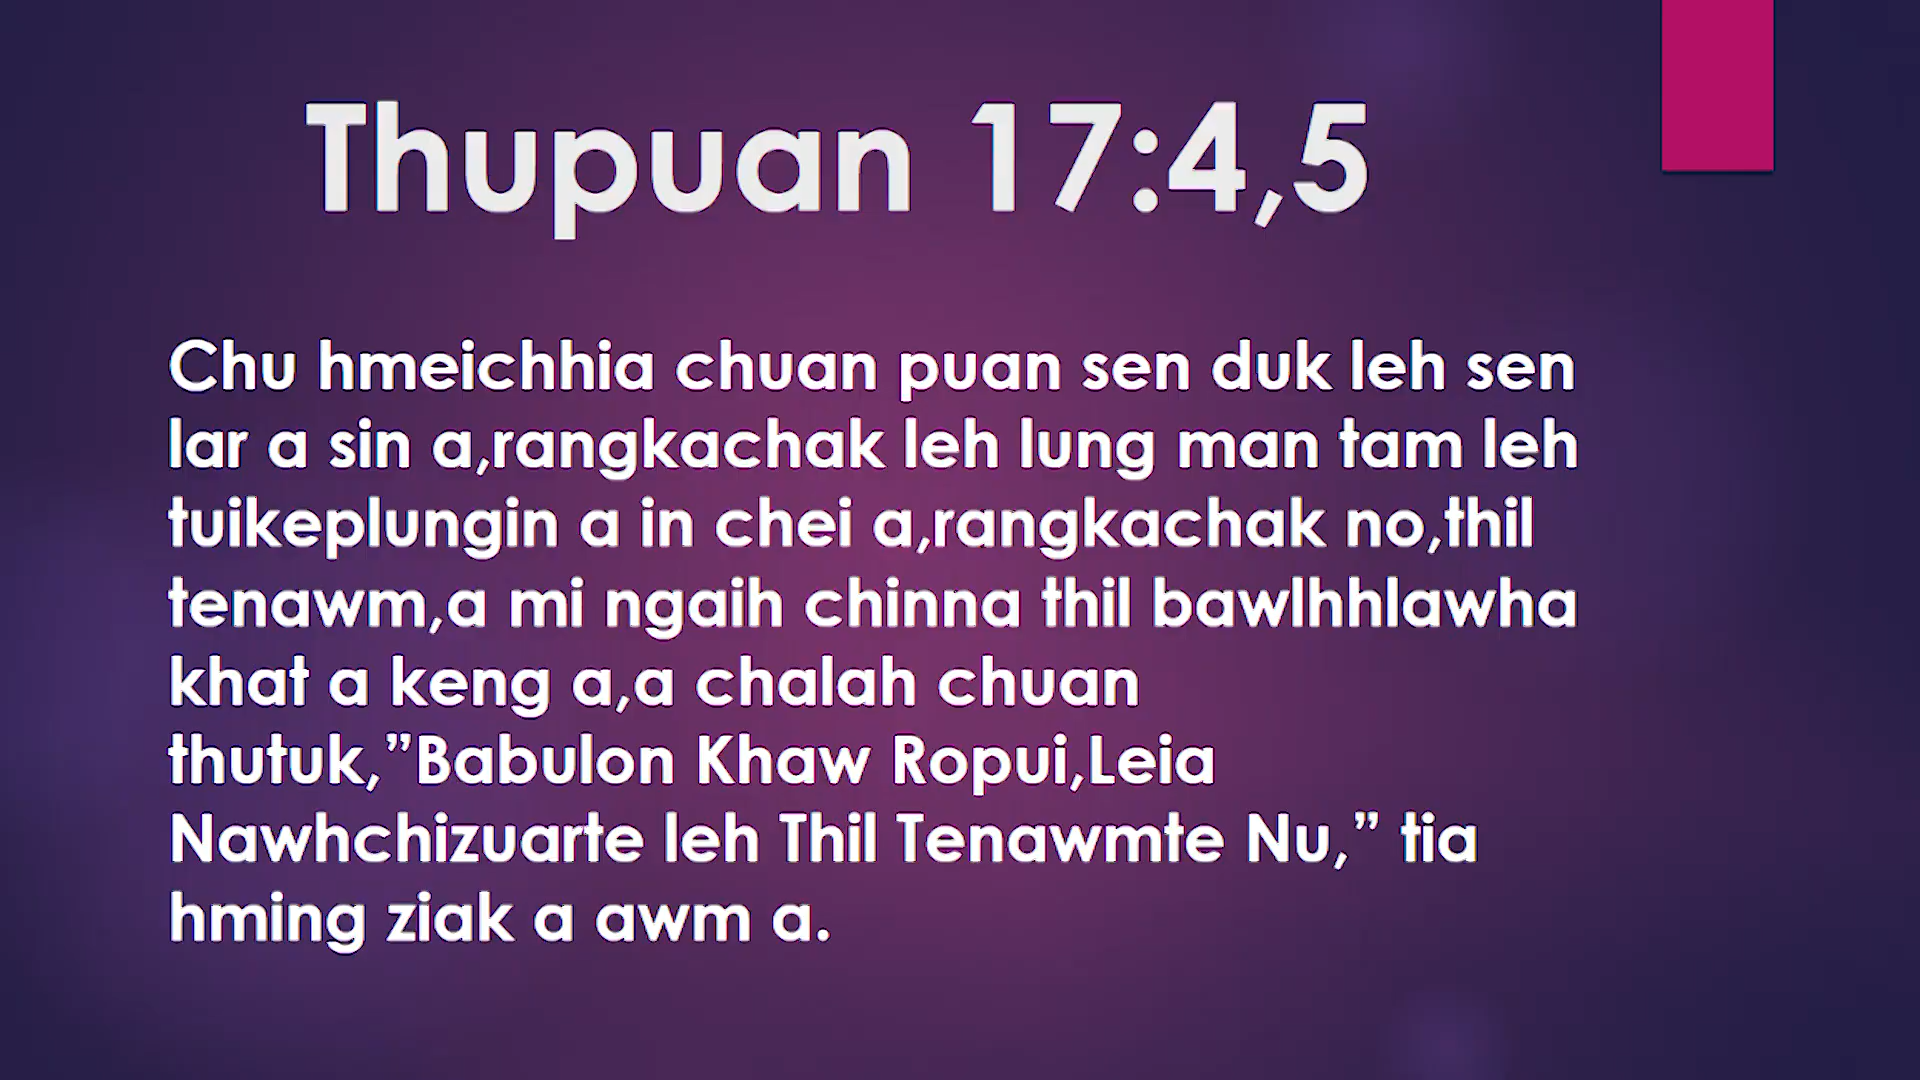 Thupuan 17:4,5
Chu hmeichhia chuan puan sen duk leh sen
lar a sin a,rangkachak leh lung man tam leh
tuikeplungin a in chei a,rangkachak no,thil
tenawm,a mi ngaih chinna thil bawlhhlawha
khat a keng a,a chalah chuan
thutuk,”Babulon Khaw Ropui,Leia
Nawhchizuarte leh Thil Tenawmte Nu,” tia
hming ziak a awm a.